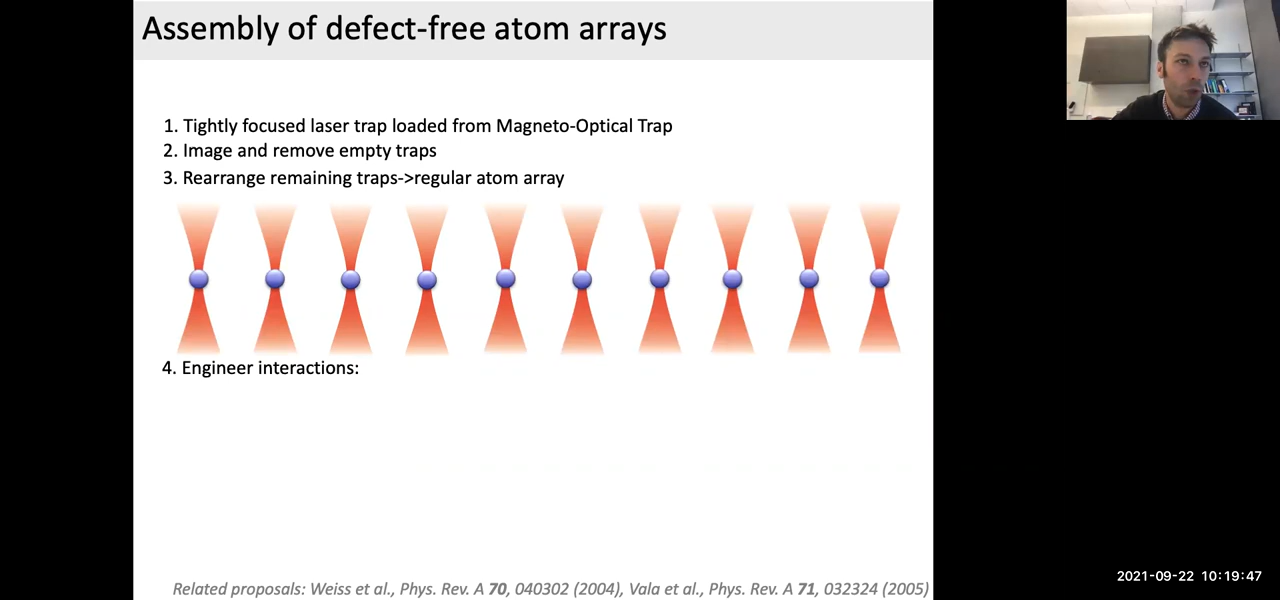 Assembly of defect-free atom arrays
1. Tightly focused laser trap loaded from Magneto-Optical Trap
2. Image and remove empty traps
3. Rearrange remaining traps->regular atom array
4. Engineer interactions:
Related proposals: Weiss et al., Phys. Rev. A 70, 040302 (2004), Vala et al., Phys. Rev. A 71, 032324 (2005)
2021-09-22 10:19:47